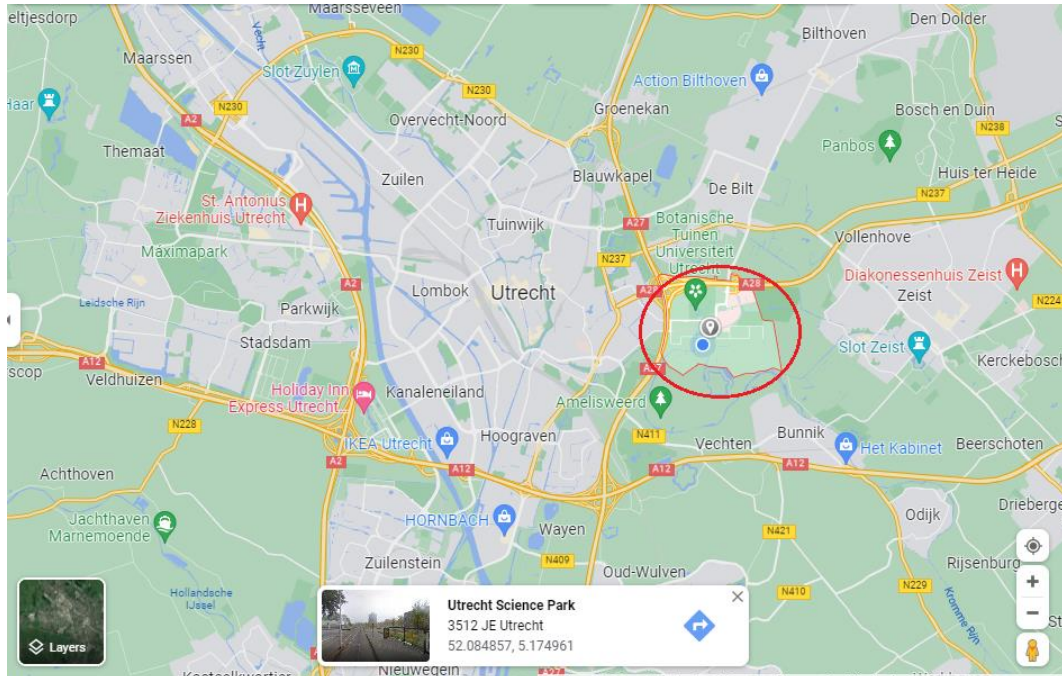 eltjesdorp
Maarsseveen
Den Dolder
Bilthoven
Maarssen
Vecht
N230
Slot Zuylen
Action Bilthoven
Haar
N230
A2
N230
Groenekan
Bosch en Duin
Overvecht-Noord
N238
Themaat
Panbos
Zuilen
Blauwkapel
De Bilt
Huis ter Heide
St. Antonius
Ziekenhuis Utrecht
N237
Tuinwijk
A27
Botanische
Tuinen
Universiteit
Utrecht
Máximapark
N237
Vollenhove
A2
Lombok
Utrecht
A28
A28
Diakonessenhuis Zeist
Zeist
N224
Leidsche Rijn
Parkwijk
Stadsdam
Slot Zeist
Kerckebosch
A12
scop
Veldhuizen
A27
Holiday Inn
Express Utrecht...
Kanaleneiland
Amelisweerd
N228
IKEA Utrecht
Hoograven
N411
Vechten
Bunnik
Het Kabinet
Beerschoten
A2
A12
A12
Achthoven
Jachthaven
Marnemoende
HORNBACH
Wayen
N421
Odijk
Drieberge
Zuilenstein
N409
Oud-Wulven
N410
N229
Rijsenburg
Hollandsche
IJssel
Kromme Rijn
Layers
Utrecht Science Park
3512 JE Utrecht
52.084857, 5.174961
Nieuwegein
A27